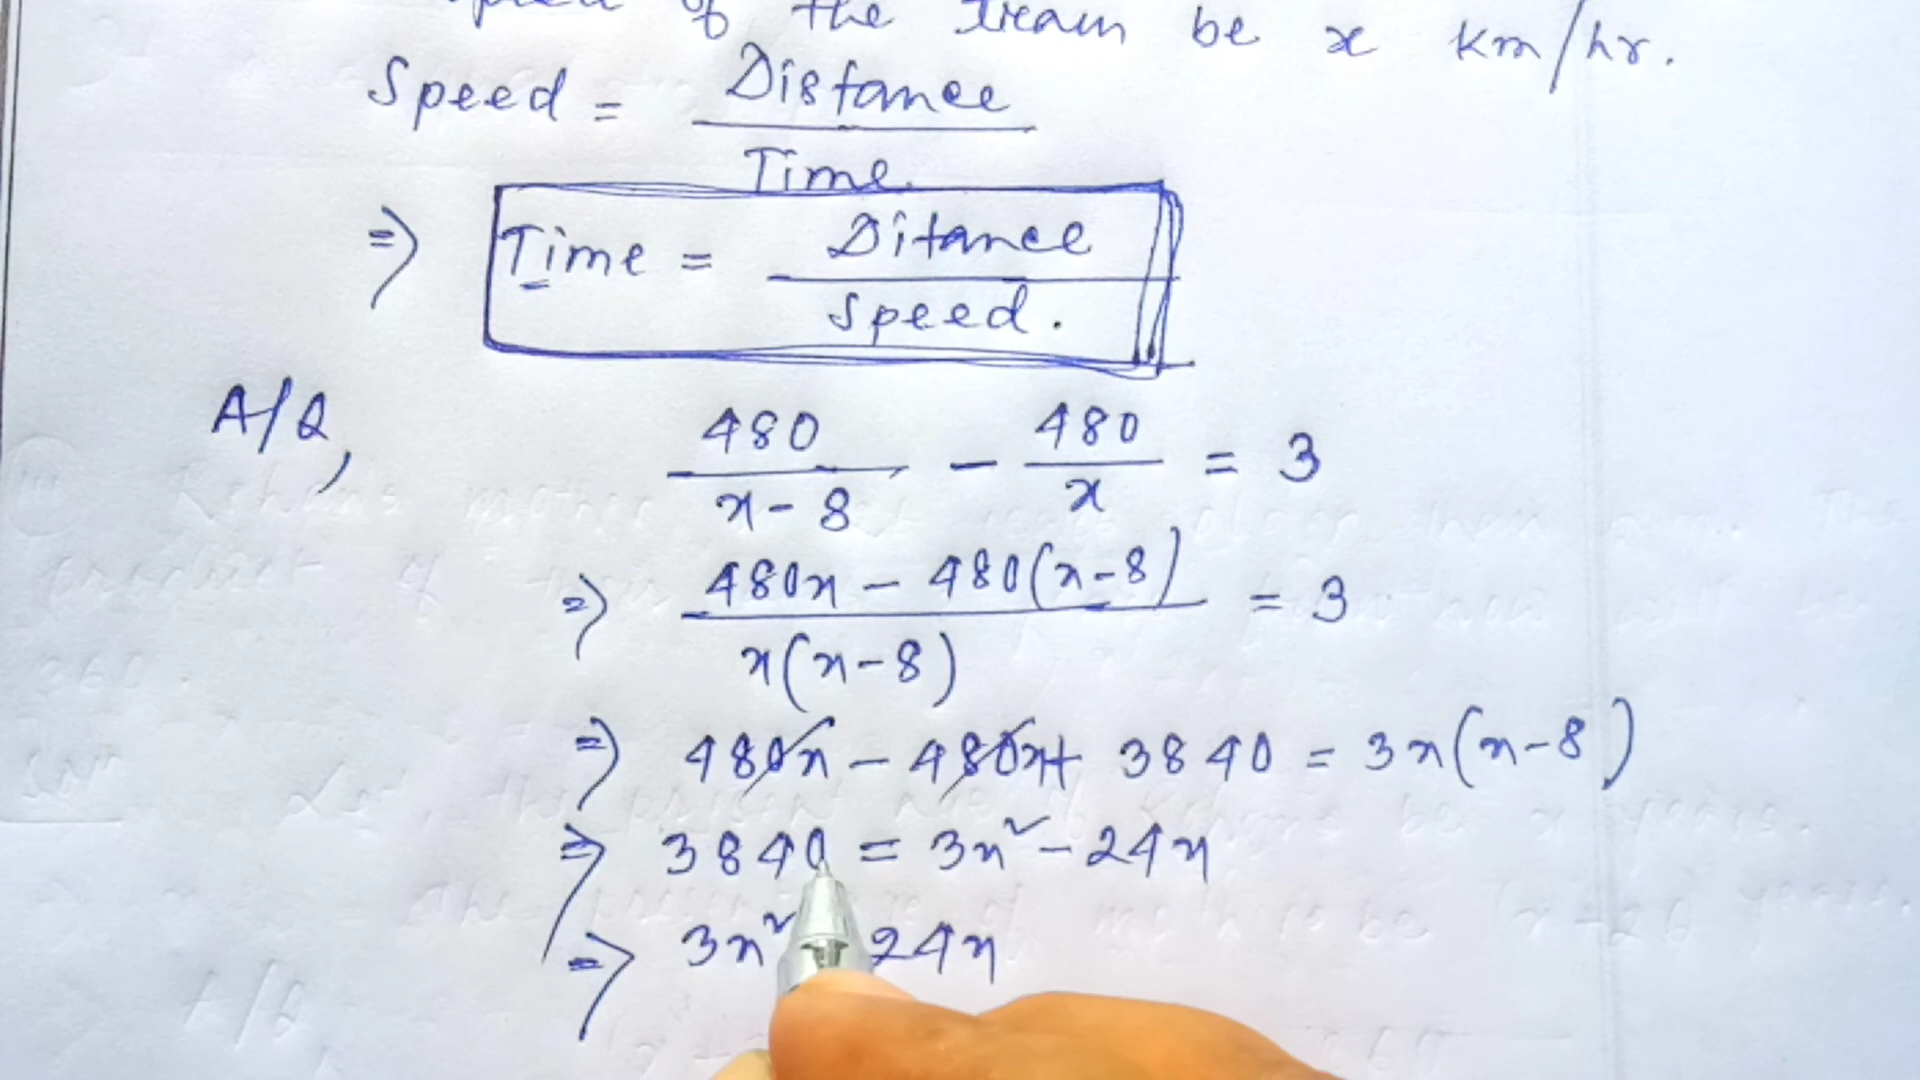 speed of the train be x km/hr.
Speed = Distance / Time.
⇒ Time = Ditance / Speed.
A/Q, 480/x-8 - 480/x = 3
⇒ 480x - 480(x-8) / x(x-8) = 3
⇒ 480x - 480x + 3840 = 3x(x-8)
⇒ 3840 = 3x² - 24x
⇒ 3x² 24x